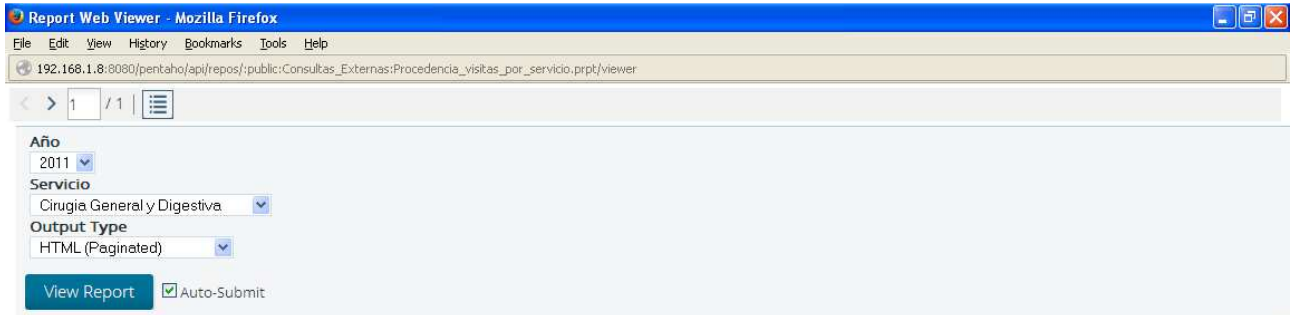 Report Web Viewer - Mozilla Firefox
File Edit View History Bookmarks Tools Help
192.168.1.8:8080/pentaho/api/repos/:public:Consultas_Externas:Procedencia_visitas_por_servicio.prpt/viewer
1 / 1
Año
2011
Servicio
Cirugia General y Digestiva
Output Type
HTML (Paginated)
View Report Auto-Submit